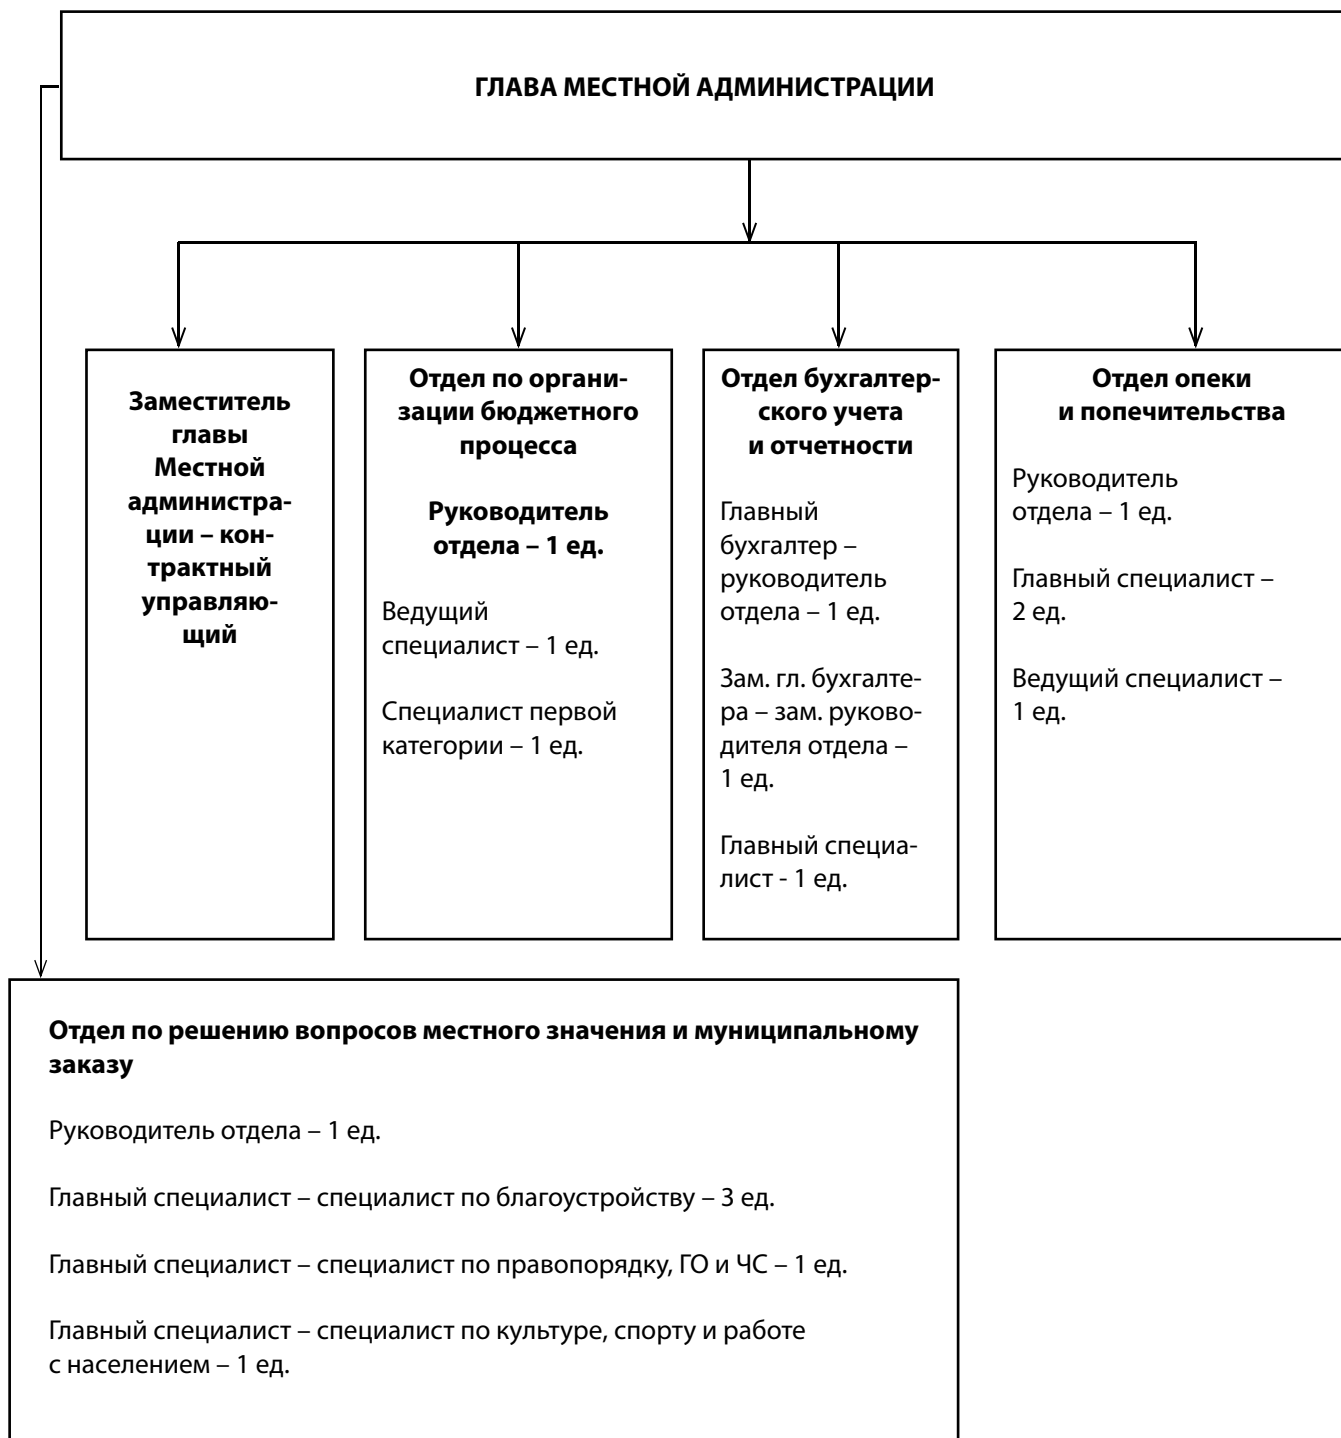 ГЛАВА МЕСТНОЙ АДМИНИСТРАЦИИ
Заместитель
главы
Местной
администра-
ции – кон-
трактный
управляю-
щий
Отдел по органи-
зации бюджетного
процесса
Руководитель
отдела – 1 ед.
Ведущий
специалист – 1 ед.
Специалист первой
категории – 1 ед.
Отдел бухгалтер-
ского учета
и отчетности
Главный
бухгалтер –
руководитель
отдела – 1 ед.
Зам. гл. бухгалте-
ра – зам. руково-
дителя отдела –
1 ед.
Главный специа-
лист - 1 ед.
Отдел опеки
и попечительства
Руководитель
отдела – 1 ед.
Главный специалист –
2 ед.
Ведущий специалист –
1 ед.
Отдел по решению вопросов местного значения и муниципальному
заказу
Руководитель отдела – 1 ед.
Главный специалист – специалист по благоустройству – 3 ед.
Главный специалист – специалист по правопорядку, ГО и ЧС – 1 ед.
Главный специалист – специалист по культуре, спорту и работе
с населением – 1 ед.